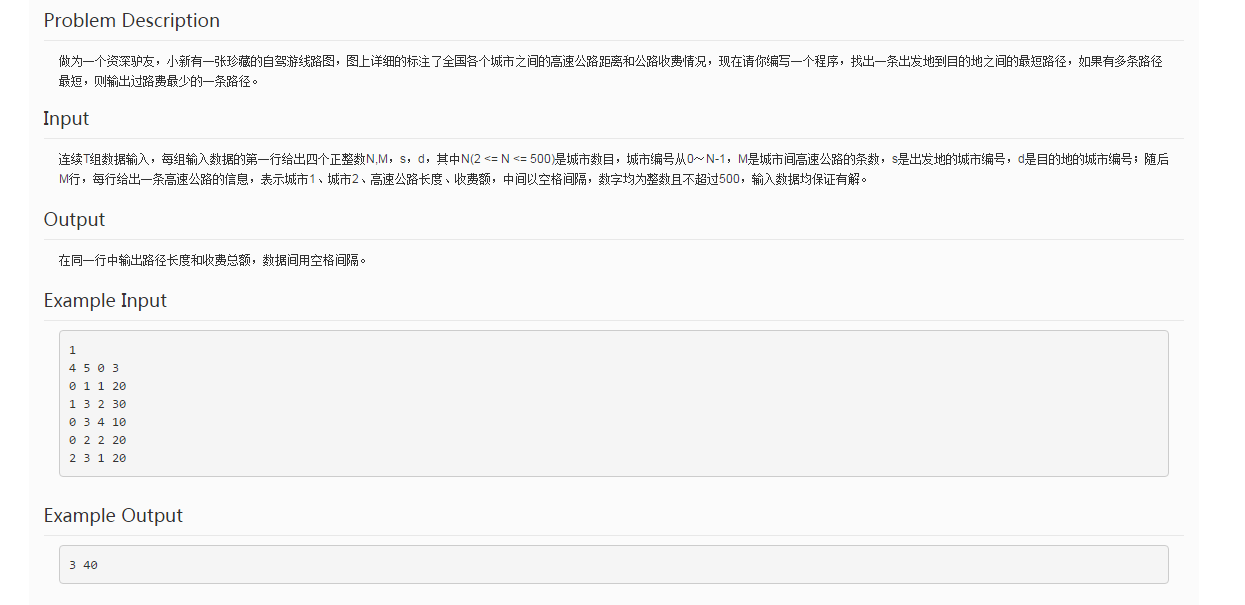 Problem Description
做为一个资深驴友，小新有一张珍藏的自驾游线路图，图上详细的标注了全国各个城市之间的高速公路距离和公路收费情况，现在请你编写一个程序，找出一条出发地到目的地之间的最短路径，如果有多条路径
最短，则输出过路费最少的一条路径。
Input
连续T组数据输入，每组输入数据的第一行给出四个正整数N,M，s，d，其中N(2 <= N <= 500)是城市数目，城市编号从0～N-1，M是城市间高速公路的条数，s是出发地的城市编号，d是目的地的城市编号；随后
M行，每行给出一条高速公路的信息，表示城市1、城市2、高速公路长度、收费额，中间以空格间隔，数字均为整数且不超过500，输入数据均保证有解。
Output
在同一行中输出路径长度和收费总额，数据间用空格间隔。
Example Input
1
4 5 0 3
0 1 1 20
1 3 2 30
0 3 4 10
0 2 2 20
2 3 1 20
Example Output
3 40